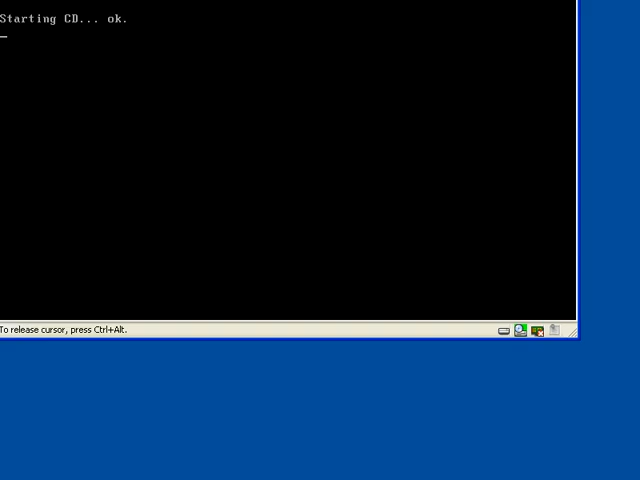 Starting CD... ok.
To release cursor, press Ctrl+Alt.